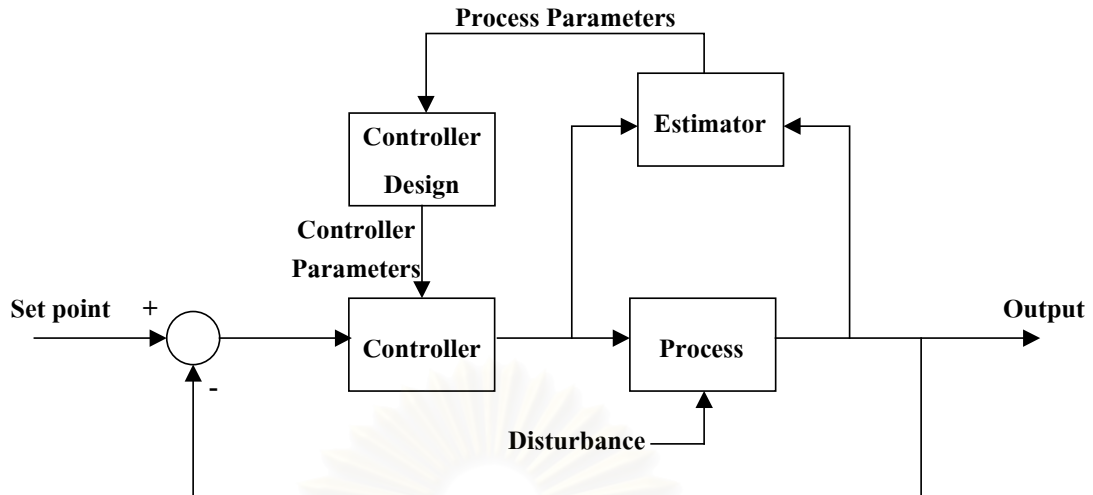 Process Parameters
Estimator
Controller
Design
Controller
Parameters
Set point +
Controller
Process
Output
-
Disturbance